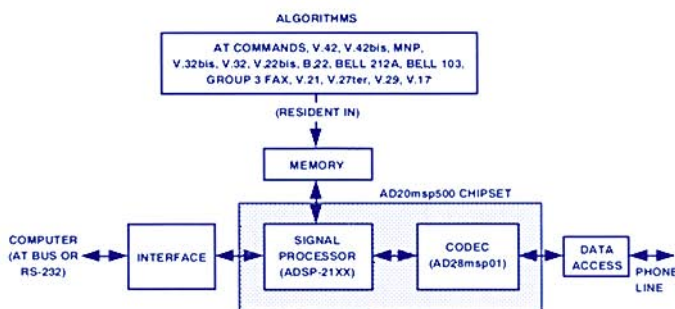 ALGORITHMS
AT COMMANDS, V.42, V.42bis, MNP,
V.32bis, V.32, V.22bis, B.22, BELL 212A, BELL 103,
GROUP 3 FAX, V.21, V.27ter, V.29, V.17
(RESIDENT IN)
MEMORY
AD20msp500 CHIPSET
COMPUTER
(AT BUS OR
RS-232)
INTERFACE
SIGNAL
PROCESSOR
(ADSP-21XX)
CODEC
(AD28msp01)
DATA
ACCESS
PHONE
LINE